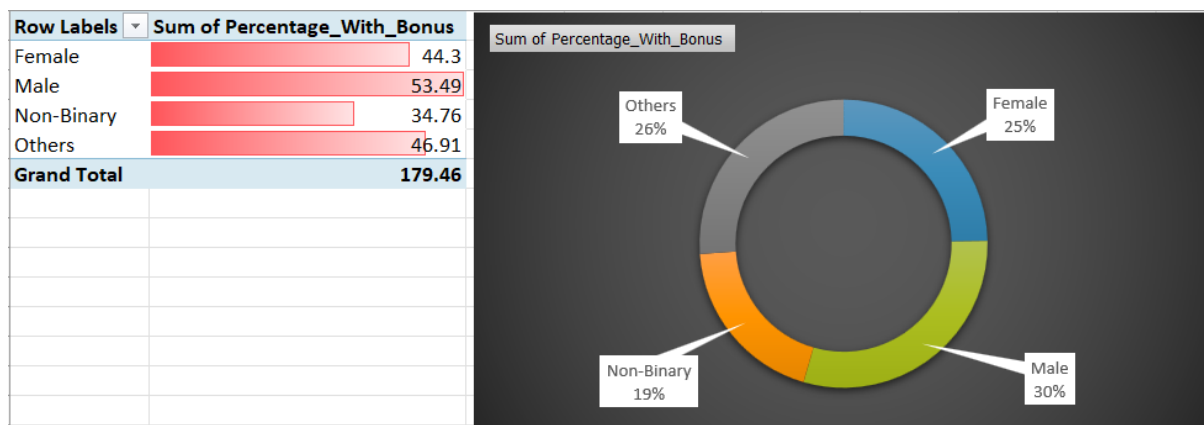 Row Labels Sum of Percentage_With_Bonus
Female 44.3
Male 53.49
Non-Binary 34.76
Others 46.91
Grand Total 179.46
Sum of Percentage_With_Bonus
Others
26%
Female
25%
Non-Binary
19%
Male
30%